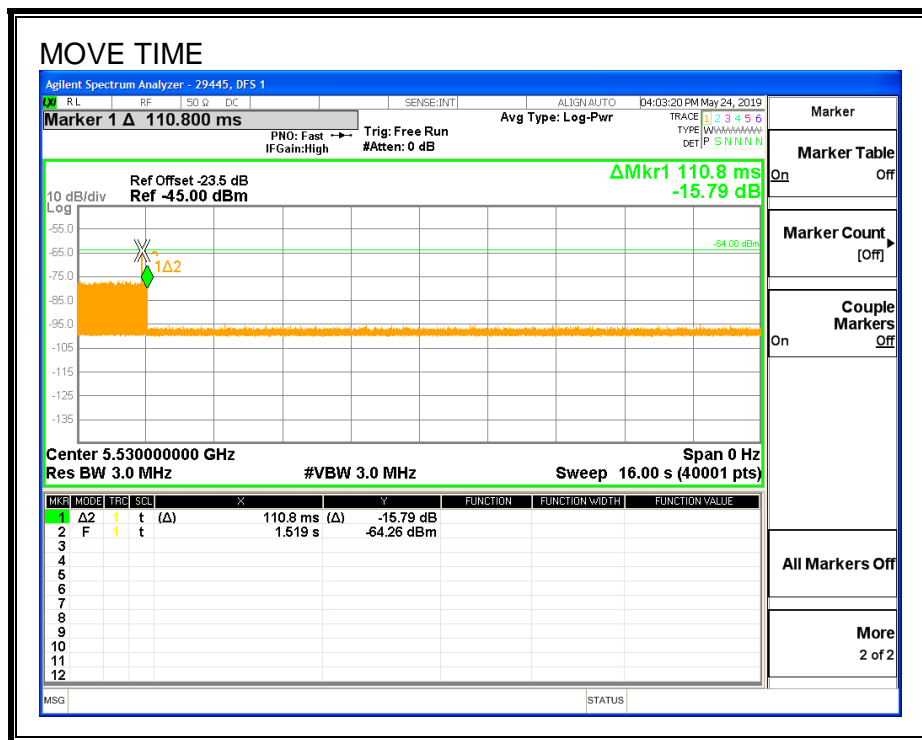 MOVE TIME
Agilent Spectrum Analyzer - 29445, DFS 1
LXI RL RF 50 Ω DC SENSE:INT ALIGN AUTO 04:03:20 PM May 24, 2019
Marker 1 Δ 110.800 ms
PNO: Fast
IFGain:High
Trig: Free Run
#Atten: 0 dB
Avg Type: Log-Pwr
TRACE 1 2 3 4 5 6
TYPE WWWWWW
DET P S N N N N
ΔMkr1 110.8 ms
-15.79 dB
Ref Offset -23.5 dB
10 dB/div Ref -45.00 dBm
Log
-55.0
-64.00 dBm
-65.0
1Δ2
-75.0
-85.0
-95.0
-105
-115
-125
-135
Center 5.530000000 GHz Span 0 Hz
Res BW 3.0 MHz #VBW 3.0 MHz Sweep 16.00 s (40001 pts)
MKR MODE TRC SCL X Y FUNCTION FUNCTION WIDTH FUNCTION VALUE
1 Δ2 1 t (Δ) 110.8 ms (Δ) -15.79 dB
2 F 1 t 1.519 s -64.26 dBm
3
4
5
6
7
8
9
10
11
12
MSG STATUS
Marker
Marker Table
On Off
Marker Count
[Off]
Couple
Markers
On Off
All Markers Off
More
2 of 2